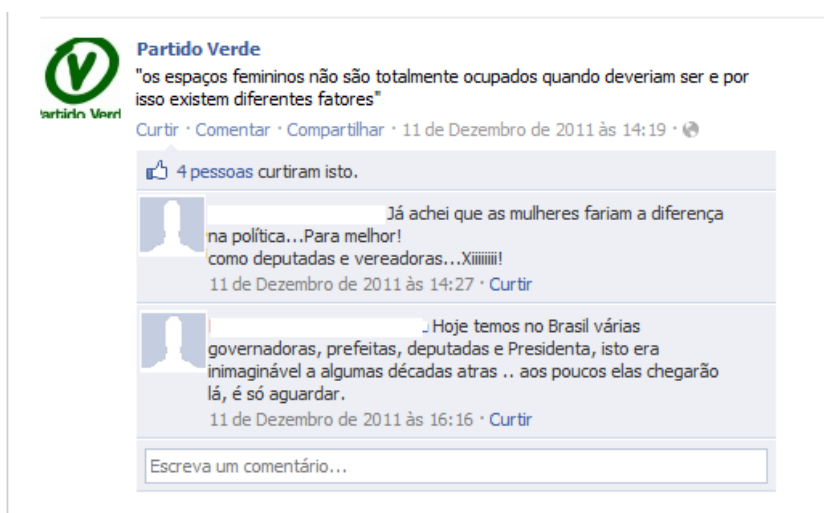 Partido Verde
"os espaços femininos não são totalmente ocupados quando deveriam ser e por
isso existem diferentes fatores"
Partido Verd
Curtir · Comentar · Compartilhar · 11 de Dezembro de 2011 às 14:19 ·
4 pessoas curtiram isto.
Já achei que as mulheres fariam a diferença
na política...Para melhor!
como deputadas e vereadoras...Xiiiiiiii!
11 de Dezembro de 2011 às 14:27 · Curtir
Hoje temos no Brasil várias
governadoras, prefeitas, deputadas e Presidenta, isto era
inimaginável a algumas décadas atras .. aos poucos elas chegarão
lá, é só aguardar.
11 de Dezembro de 2011 às 16:16 · Curtir
Escreva um comentário...